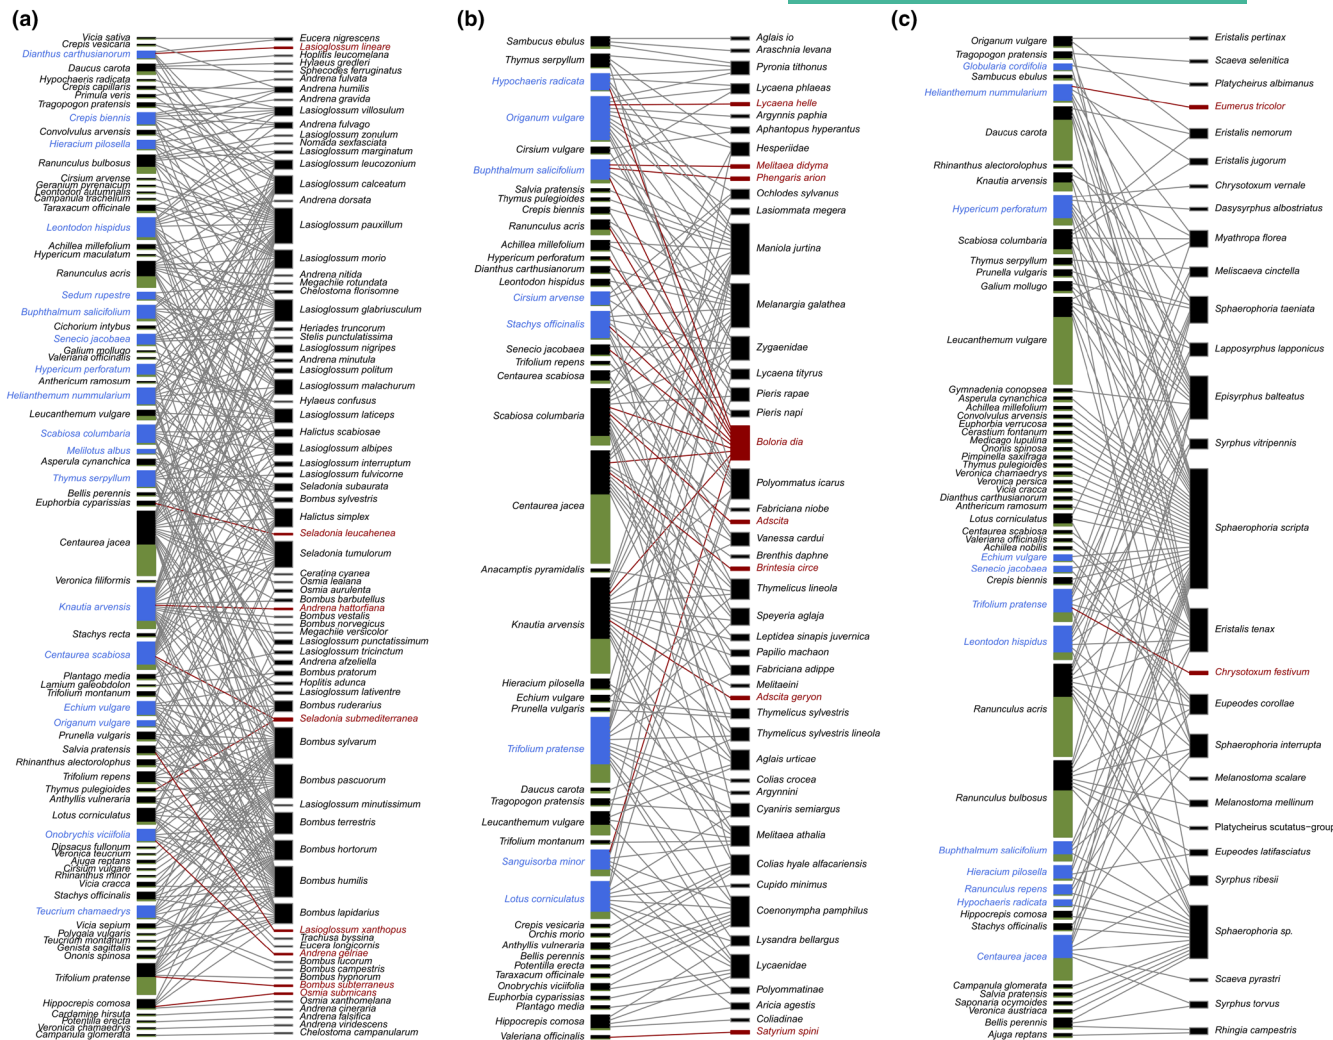 (a)
Vicia sativa
Crepis vesicaria
Dianthus carthusianorum
Daucus carota
Hypochaeris radicata
Crepis capillaris
Primula veris
Tragopogon pratensis
Crepis biennis
Convolvulus arvensis
Hieracium pilosella
Ranunculus bulbosus
Cirsium arvense
Geranium pyrenaicum
Leontodon autumnalis
Campanula trachelium
Taraxacum officinale
Leontodon hispidus
Achillea millefolium
Hypericum maculatum
Ranunculus acris
Sedum rupestre
Buphthalmum salicifolium
Cichorium intybus
Senecio jacobaea
Galium mollugo
Valeriana officinalis
Hypericum perforatum
Anthericum ramosum
Helianthemum nummularium
Leucanthemum vulgare
Scabiosa columbaria
Melilotus albus
Asperula cynanchica
Thymus serpyllum
Bellis perennis
Euphorbia cyparissias
Centaurea jacea
Veronica filiformis
Knautia arvensis
Stachys recta
Centaurea scabiosa
Plantago media
Lamium galeobdolon
Trifolium montanum
Echium vulgare
Origanum vulgare
Prunella vulgaris
Salvia pratensis
Rhinanthus alectorolophus
Trifolium repens
Thymus pulegioides
Anthyllis vulneraria
Lotus corniculatus
Onobrychis viciifolia
Dipsacus fullonum
Veronica teucrium
Ajuga reptans
Cirsium vulgare
Rhinanthus minor
Vicia cracca
Stachys officinalis
Teucrium chamaedrys
Vicia sepium
Polygala vulgaris
Teucrium montanum
Genista sagittalis
Ononis spinosa
Trifolium pratense
Hippocrepis comosa
Cardamine hirsuta
Potentilla erecta
Veronica chamaedrys
Campanula glomerata
Eucera nigrescens
Lasioglossum lineare
Hoplitis leucomelana
Hylaeus gredleri
Sphecodes ferruginatus
Andrena fulvata
Andrena humilis
Andrena gravida
Lasioglossum villosulum
Andrena fulvago
Lasioglossum zonulum
Nomada sexfasciata
Lasioglossum marginatum
Lasioglossum leucozonium
Lasioglossum calceatum
Andrena dorsata
Lasioglossum pauxillum
Lasioglossum morio
Andrena nitida
Megachile rotundata
Chelostoma florisomne
Lasioglossum glabriusculum
Heriades truncorum
Stelis punctulatissima
Lasioglossum nigripes
Andrena minutula
Lasioglossum politum
Lasioglossum malachurum
Hylaeus confusus
Lasioglossum laticeps
Halictus scabiosae
Lasioglossum albipes
Lasioglossum interruptum
Lasioglossum fulvicorne
Seladonia subaurata
Bombus sylvestris
Halictus simplex
Seladonia leucahenea
Seladonia tumulorum
Ceratina cyanea
Osmia leaiana
Osmia aurulenta
Bombus barbutellus
Andrena hattorfiana
Bombus vestalis
Bombus norvegicus
Megachile versicolor
Lasioglossum punctatissimum
Lasioglossum tricinctum
Andrena afzeliella
Bombus pratorum
Hoplitis adunca
Lasioglossum lativentre
Bombus ruderarius
Seladonia submediterranea
Bombus sylvarum
Bombus pascuorum
Lasioglossum minutissimum
Bombus terrestris
Bombus hortorum
Bombus humilis
Bombus lapidarius
Lasioglossum xanthopus
Trachusa byssina
Eucera longicornis
Andrena gelriae
Bombus lucorum
Bombus campestris
Bombus hypnorum
Bombus subterraneus
Osmia submicans
Osmia xanthomelana
Andrena cineraria
Andrena falsifica
Andrena viridescens
Chelostoma campanularum
(b)
Sambucus ebulus
Thymus serpyllum
Hypochaeris radicata
Origanum vulgare
Cirsium vulgare
Buphthalmum salicifolium
Salvia pratensis
Thymus pulegioides
Crepis biennis
Ranunculus acris
Achillea millefolium
Hypericum perforatum
Dianthus carthusianorum
Leontodon hispidus
Cirsium arvense
Stachys officinalis
Senecio jacobaea
Trifolium repens
Centaurea scabiosa
Scabiosa columbaria
Centaurea jacea
Anacamptis pyramidalis
Knautia arvensis
Hieracium pilosella
Echium vulgare
Prunella vulgaris
Trifolium pratense
Daucus carota
Tragopogon pratensis
Leucanthemum vulgare
Trifolium montanum
Sanguisorba minor
Lotus corniculatus
Crepis vesicaria
Orchis morio
Anthyllis vulneraria
Bellis perennis
Potentilla erecta
Taraxacum officinale
Onobrychis viciifolia
Euphorbia cyparissias
Plantago media
Hippocrepis comosa
Valeriana officinalis
Aglais io
Araschnia levana
Pyronia tithonus
Lycaena phlaeas
Lycaena helle
Argynnis paphia
Aphantopus hyperantus
Hesperiidae
Melitaea didyma
Phengaris arion
Ochlodes sylvanus
Lasiommata megera
Maniola jurtina
Melanargia galathea
Zygaenidae
Lycaena tityrus
Pieris rapae
Pieris napi
Boloria dia
Polyommatus icarus
Fabriciana niobe
Adscita
Vanessa cardui
Brenthis daphne
Brintesia circe
Thymelicus lineola
Speyeria aglaja
Leptidea sinapis juvernica
Papilio machaon
Fabriciana adippe
Melitaeini
Adscita geryon
Thymelicus sylvestris
Thymelicus sylvestris lineola
Aglais urticae
Colias crocea
Argynnini
Cyaniris semiargus
Melitaea athalia
Colias hyale alfacariensis
Cupido minimus
Coenonympha pamphilus
Lysandra bellargus
Lycaenidae
Polyommatinae
Aricia agestis
Coliadinae
Satyrium spini
(c)
Origanum vulgare
Tragopogon pratensis
Globularia cordifolia
Sambucus ebulus
Helianthemum nummularium
Daucus carota
Rhinanthus alectorolophus
Knautia arvensis
Hypericum perforatum
Scabiosa columbaria
Thymus serpyllum
Prunella vulgaris
Galium mollugo
Leucanthemum vulgare
Gymnadenia conopsea
Asperula cynanchica
Achillea millefolium
Convolvulus arvensis
Euphorbia verrucosa
Cerastium fontanum
Medicago lupulina
Ononis spinosa
Pimpinella saxifraga
Thymus pulegioides
Veronica chamaedrys
Veronica persica
Vicia cracca
Dianthus carthusianorum
Anthericum ramosum
Lotus corniculatus
Centaurea scabiosa
Valeriana officinalis
Achillea nobilis
Echium vulgare
Senecio jacobaea
Crepis biennis
Trifolium pratense
Leontodon hispidus
Ranunculus acris
Ranunculus bulbosus
Buphthalmum salicifolium
Hieracium pilosella
Ranunculus repens
Hypochaeris radicata
Hippocrepis comosa
Stachys officinalis
Centaurea jacea
Campanula glomerata
Salvia pratensis
Saponaria ocymoides
Veronica austriaca
Bellis perennis
Ajuga reptans
Eristalis pertinax
Scaeva selenitica
Platycheirus albimanus
Eumerus tricolor
Eristalis nemorum
Eristalis jugorum
Chrysotoxum vernale
Dasysyrphus albostriatus
Myathropa florea
Meliscaeva cinctella
Sphaerophoria taeniata
Lapposyrphus lapponicus
Episyrphus balteatus
Syrphus vitripennis
Sphaerophoria scripta
Eristalis tenax
Chrysotoxum festivum
Eupeodes corollae
Sphaerophoria interrupta
Melanostoma scalare
Melanostoma mellinum
Platycheirus scutatus-group
Eupeodes latifasciatus
Syrphus ribesii
Sphaerophoria sp.
Scaeva pyrastri
Syrphus torvus
Rhingia campestris